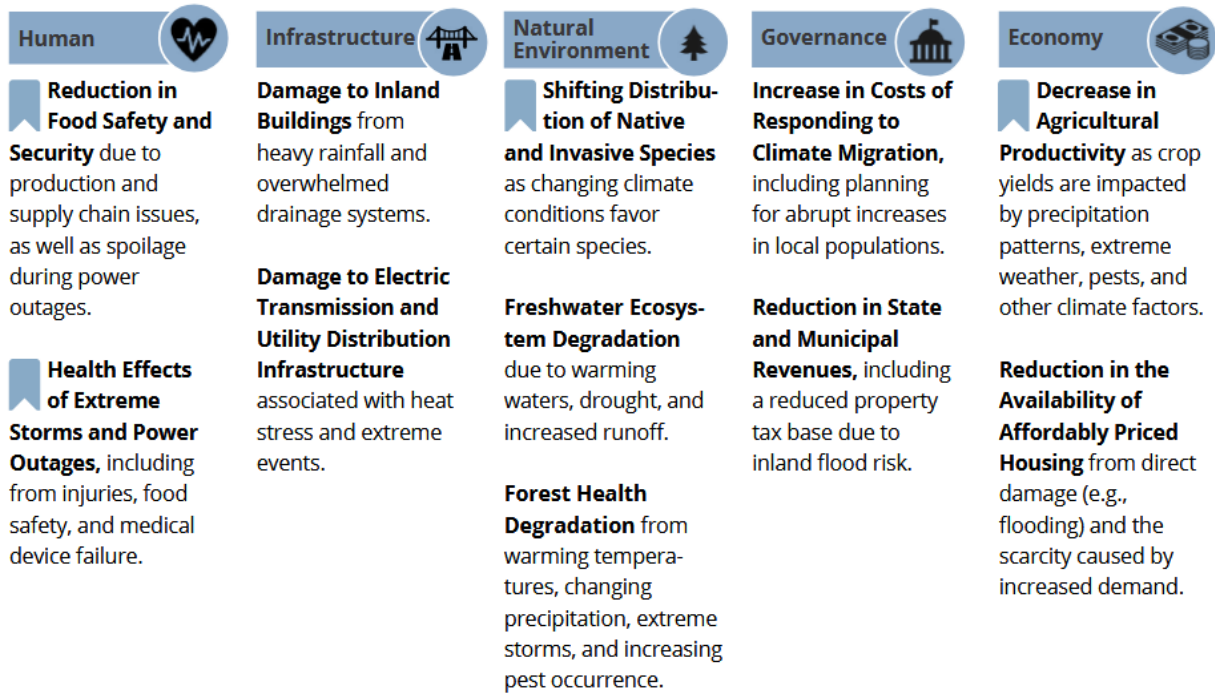 Human
Reduction in
Food Safety and
Security due to
production and
supply chain issues,
as well as spoilage
during power
outages.
Health Effects
of Extreme
Storms and Power
Outages, including
from injuries, food
safety, and medical
device failure.
Infrastructure
Damage to Inland
Buildings from
heavy rainfall and
overwhelmed
drainage systems.
Damage to Electric
Transmission and
Utility Distribution
Infrastructure
associated with heat
stress and extreme
events.
Natural
Environment
Shifting Distribu-
tion of Native
and Invasive Species
as changing climate
conditions favor
certain species.
Freshwater Ecosys-
tem Degradation
due to warming
waters, drought, and
increased runoff.
Forest Health
Degradation from
warming tempera-
tures, changing
precipitation, extreme
storms, and increasing
pest occurrence.
Governance
Increase in Costs of
Responding to
Climate Migration,
including planning
for abrupt increases
in local populations.
Reduction in State
and Municipal
Revenues, including
a reduced property
tax base due to
inland flood risk.
Economy
Decrease in
Agricultural
Productivity as crop
yields are impacted
by precipitation
patterns, extreme
weather, pests, and
other climate factors.
Reduction in the
Availability of
Affordably Priced
Housing from direct
damage (e.g.,
flooding) and the
scarcity caused by
increased demand.